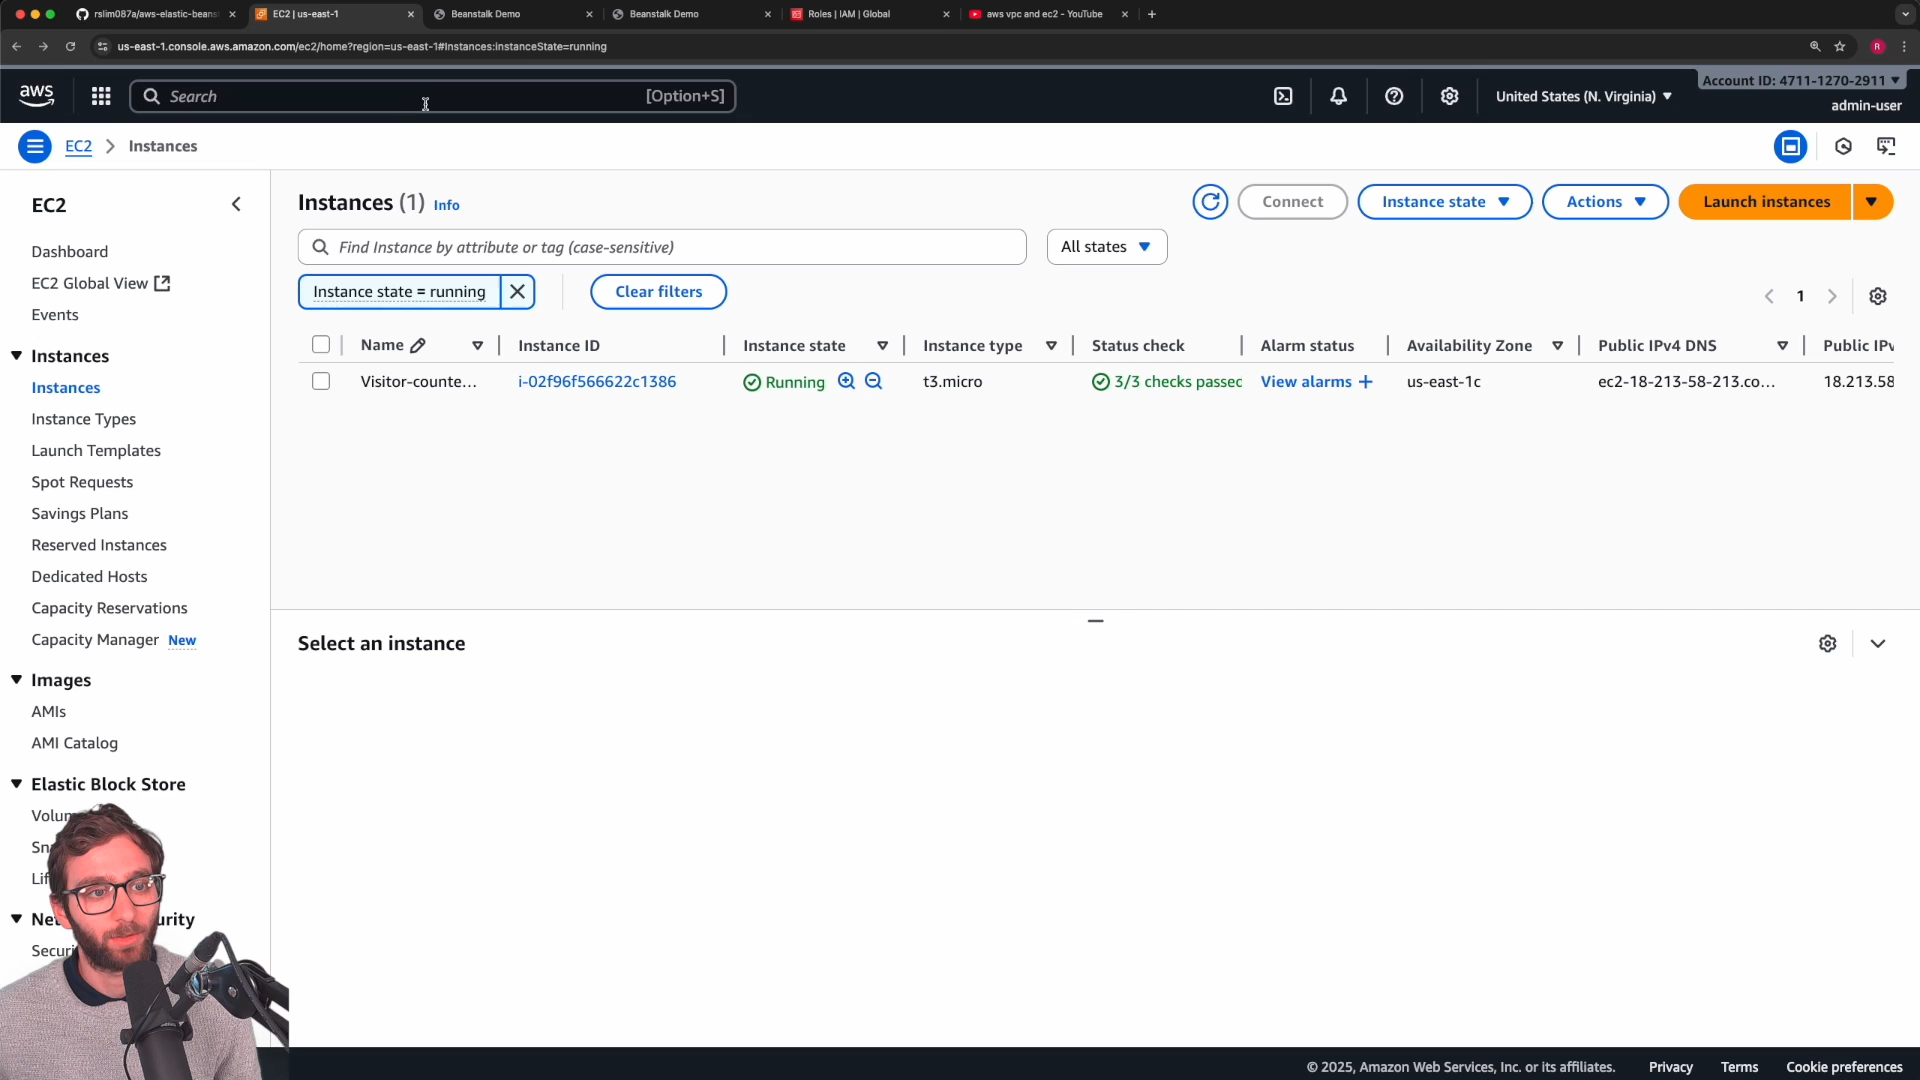 rslim087a/aws-elastic-beans
EC2 | us-east-1
Beanstalk Demo
Beanstalk Demo
Roles | IAM | Global
aws vpc and ec2 - YouTube
us-east-1.console.aws.amazon.com/ec2/home?region=us-east-1#Instances:instanceState=running
R
aws
Search
[Option+S]
United States (N. Virginia)
Account ID: 4711-1270-2911
admin-user
EC2
Instances
EC2
Dashboard
EC2 Global View
Events
Instances
Instances
Instance Types
Launch Templates
Spot Requests
Savings Plans
Reserved Instances
Dedicated Hosts
Capacity Reservations
Capacity Manager New
Images
AMIs
AMI Catalog
Elastic Block Store
Instances (1) Info
Connect
Instance state
Actions
Launch instances
Find Instance by attribute or tag (case-sensitive)
All states
Instance state = running
Clear filters
1
Name
Instance ID
Instance state
Instance type
Status check
Alarm status
Availability Zone
Public IPv4 DNS
Public IPv
Visitor-counte...
i-02f96f566622c1386
Running
t3.micro
3/3 checks passed
View alarms +
us-east-1c
ec2-18-213-58-213.co...
18.213.58
Select an instance
© 2025, Amazon Web Services, Inc. or its affiliates.
Privacy
Terms
Cookie preferences